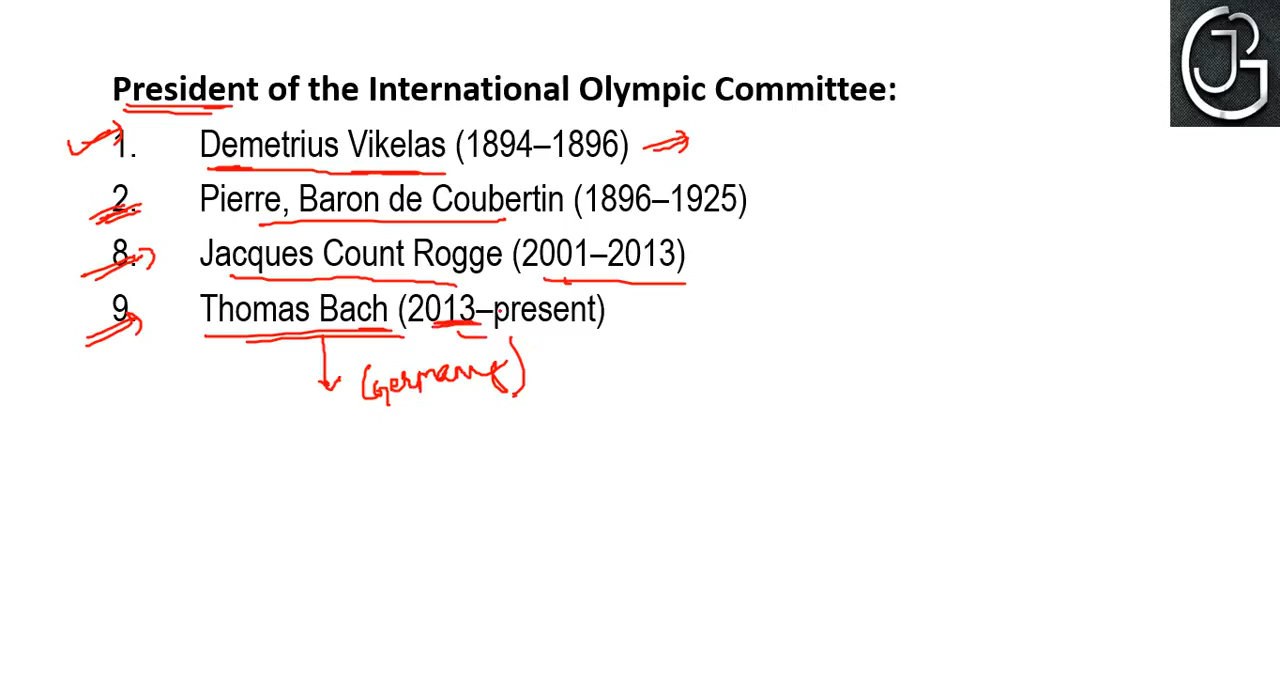 President of the International Olympic Committee:
1. Demetrius Vikelas (1894–1896)
2. Pierre, Baron de Coubertin (1896–1925)
8. Jacques Count Rogge (2001–2013)
9. Thomas Bach (2013–present)
(Germany)